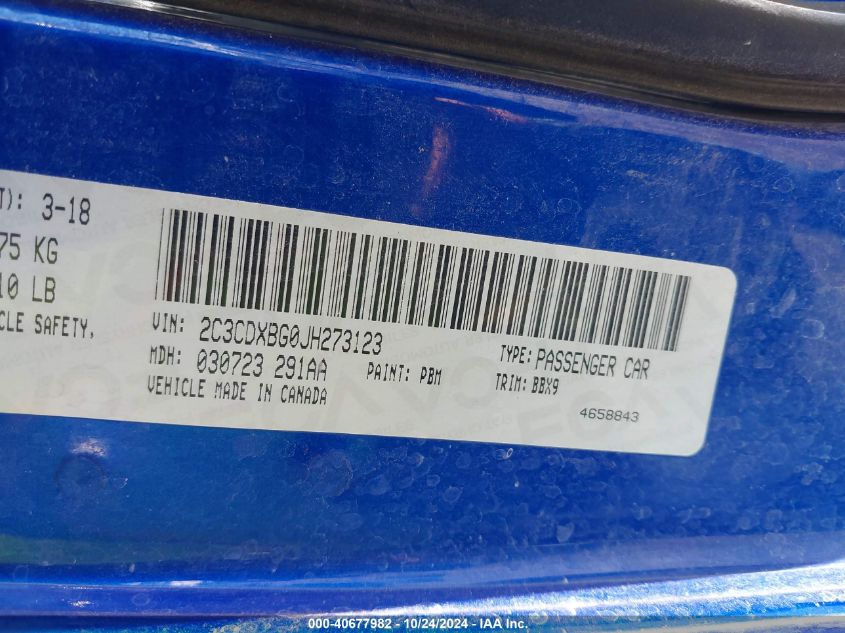 T): 3-18
75 KG
10 LB
CLE SAFETY,
VIN: 2C3CDXBG0JH273123
TYPE: PASSENGER CAR
MDH: 030723 291AA
PAINT: PBM
TRIM: BBX9
VEHICLE MADE IN CANADA
4658843
000-40677982 - 10/24/2024 - IAA Inc.